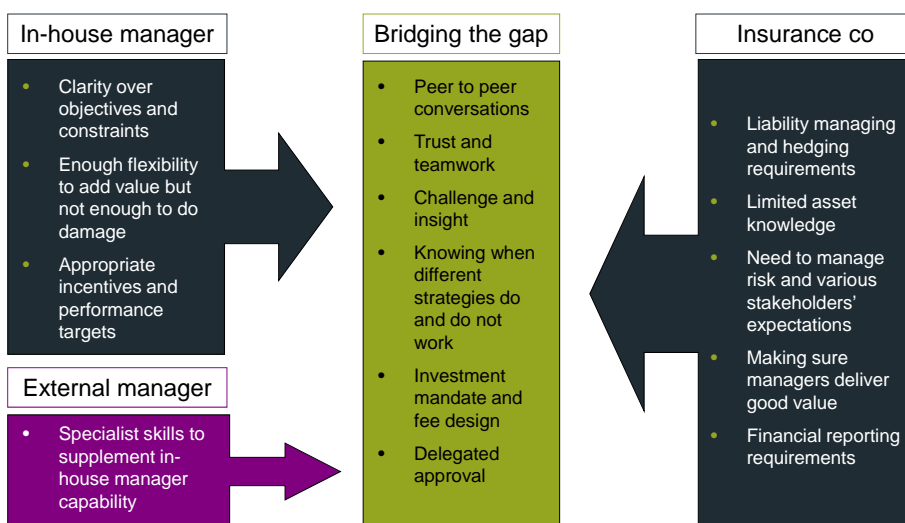 In-house manager
• Clarity over
objectives and
constraints
• Enough flexibility
to add value but
not enough to do
damage
• Appropriate
incentives and
performance
targets
External manager
• Specialist skills to
supplement in-
house manager
capability
Bridging the gap
• Peer to peer
conversations
• Trust and
teamwork
• Challenge and
insight
• Knowing when
different
strategies do
and do not
work
• Investment
mandate and
fee design
• Delegated
approval
Insurance co
• Liability managing
and hedging
requirements
• Limited asset
knowledge
• Need to manage
risk and various
stakeholders’
expectations
• Making sure
managers deliver
good value
• Financial reporting
requirements